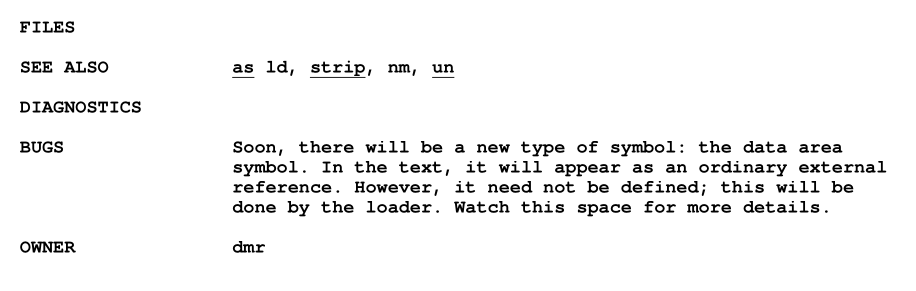 FILES
SEE ALSO as ld, strip, nm, un
DIAGNOSTICS
BUGS Soon, there will be a new type of symbol: the data area
symbol. In the text, it will appear as an ordinary external
reference. However, it need not be defined; this will be
done by the loader. Watch this space for more details.
OWNER dmr